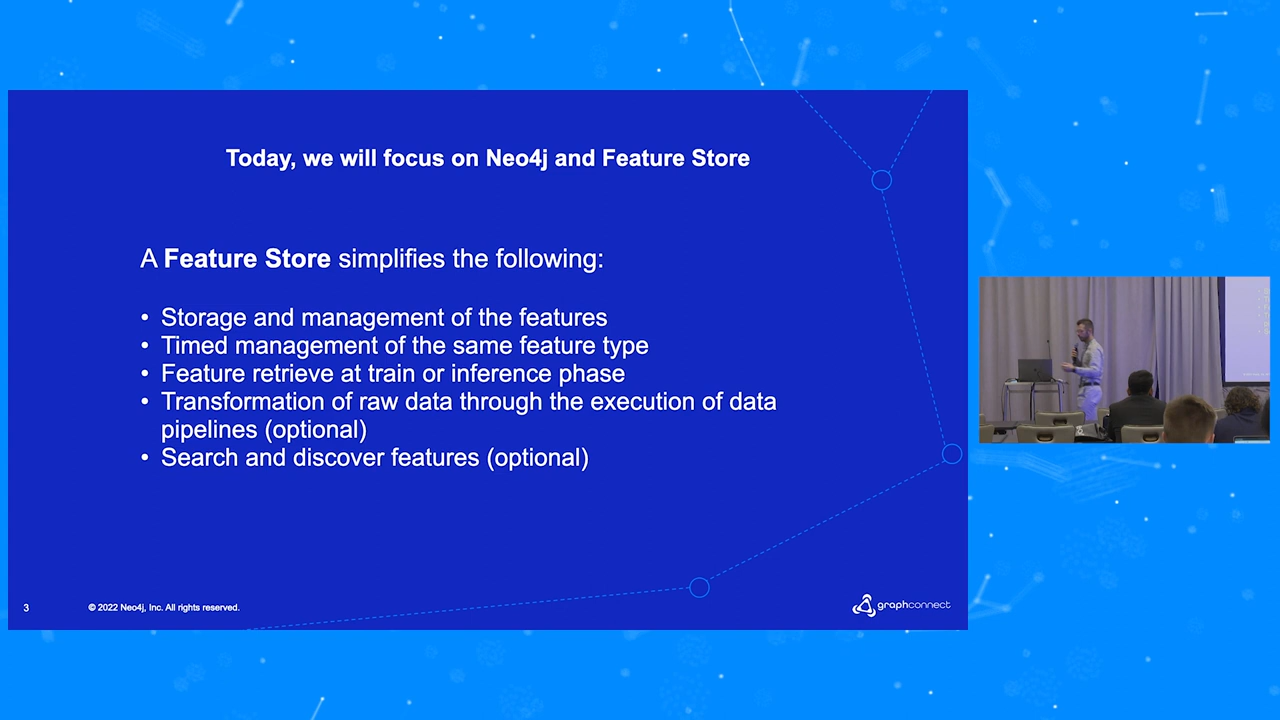 Today, we will focus on Neo4j and Feature Store
A Feature Store simplifies the following:
• Storage and management of the features
• Timed management of the same feature type
• Feature retrieve at train or inference phase
• Transformation of raw data through the execution of data
pipelines (optional)
• Search and discover features (optional)
3
© 2022 Neo4j, Inc. All rights reserved.
graphconnect